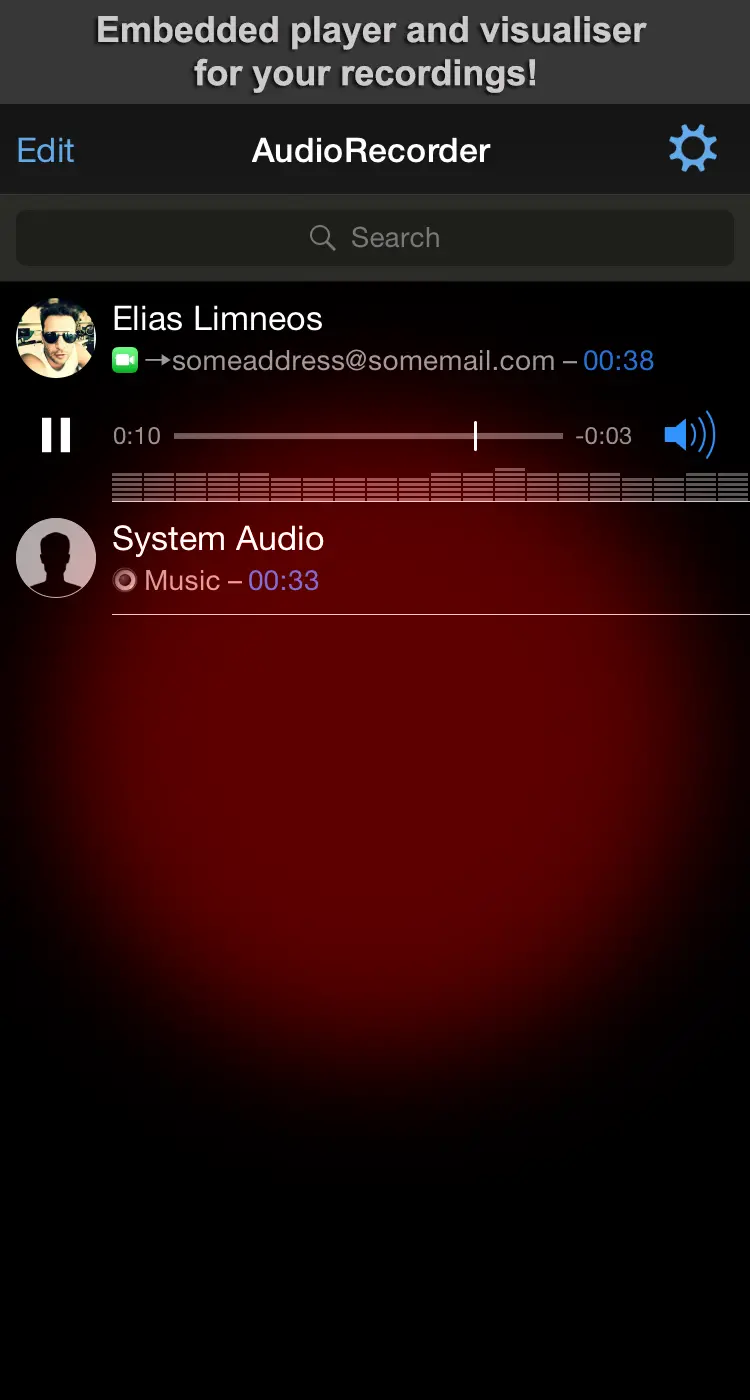 Embedded player and visualiser
for your recordings!
Edit AudioRecorder
Search
Elias Limneos
→someaddress@somemail.com – 00:38
0:10 -0:03
System Audio
Music – 00:33